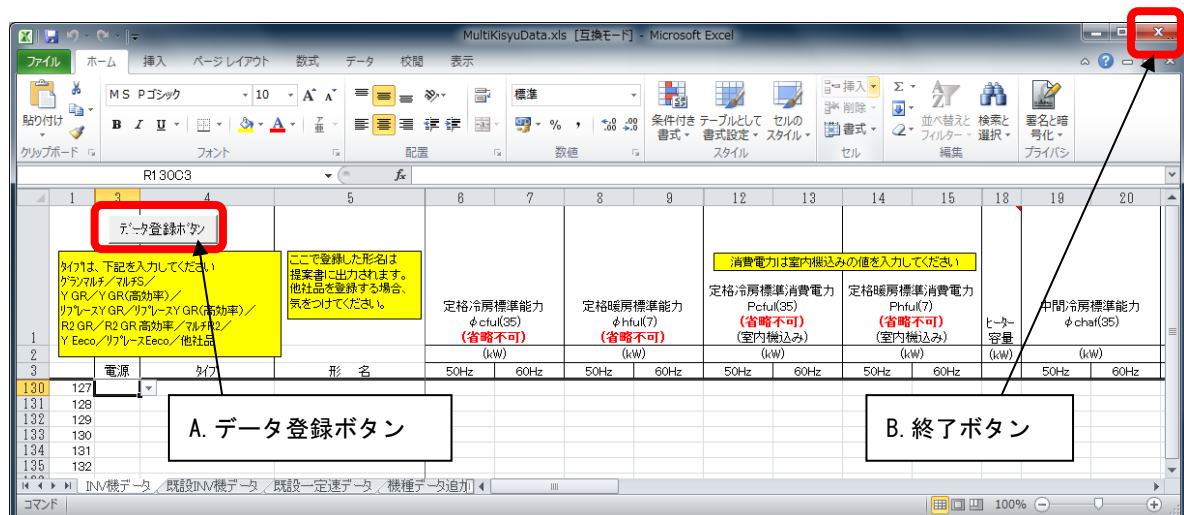 MultiKisyuData.xls [互換モード] - Microsoft Excel
ファイル ホーム 挿入 ページ レイアウト 数式 データ 校閲 表示
MS Pゴシック 10 標準
貼り付け
B I U 条件付き書式 テーブルとして書式設定 セルのスタイル
挿入 削除 書式
並べ替えとフィルター 検索と選択 署名と暗号化
クリップボード フォント 配置 数値 スタイル セル 編集 プライバシ
R130C3 fx
1 3 4 5 6 7 8 9 12 13 14 15 18 19 20
データ登録ボタン
タイプは、下記を入力してください
グランマルチ/マルチS/
Y GR/Y GR(高効率)/
リプレースY GR/リプレースY GR(高効率)/
R2 GR/R2 GR高効率/マルチR2/
Y Eeco/リプレースEeco/他社品
ここで登録した形名は
提案書に出力されます。
他社品を登録する場合、
気をつけてください。
定格冷房標準能力
φcful(35)
(省略不可)
定格暖房標準能力
φhful(7)
(省略不可)
消費電力は室内機込みの値を入力してください
定格冷房標準消費電力
Pcful(35)
(省略不可)
(室内機込み)
定格暖房標準消費電力
Phful(7)
(省略不可)
(室内機込み)
ヒーター
容量
中間冷房標準能力
φchaf(35)
1
2 (kW) (kW) (kW) (kW) (kW) (kW)
3 電源 タイプ 形 名 50Hz 60Hz 50Hz 60Hz 50Hz 60Hz 50Hz 60Hz 50Hz 60Hz
130 127
131 128
132 129
133 130
134 131
135 132
A.データ登録ボタン
B.終了ボタン
INV機データ 既設INV機データ 既設一定速データ 機種データ追加
コマンド 100%